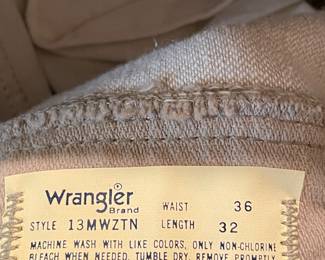 Wrangler® WAIST 36
Brand
STYLE 13MWZTN LENGTH 32
MACHINE WASH WITH LIKE COLORS, ONLY NON-CHLORINE
BLEACH WHEN NEEDED. TUMBLE DRY. REMOVE PROMPTLY